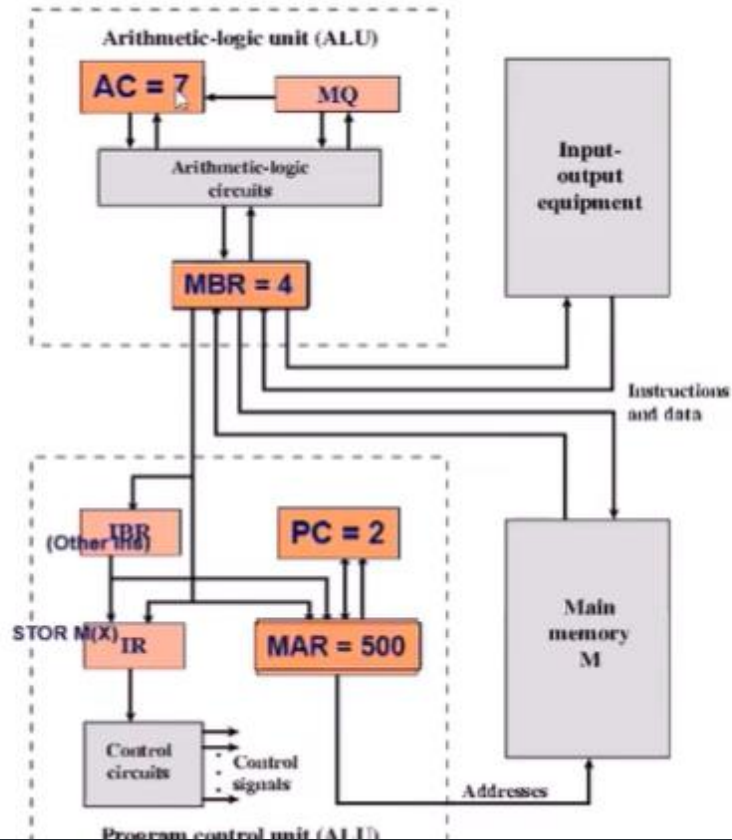 Arithmetic-logic unit (ALU)
AC = 7
MQ
Arithmetic-logic
circuits
Input-
output
equipment
MBR = 4
Instructions
and data
IBR
(Other Ins)
PC = 2
STOR M(X)
IR
MAR = 500
Main
memory
M
Control
circuits
Control
signals
Addresses
Program control unit (ALU)